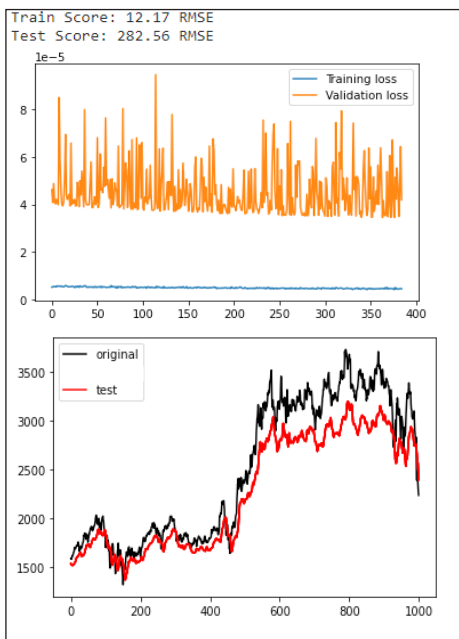 Train Score: 12.17 RMSE
Test Score: 282.56 RMSE
1e-5
Training loss
Validation loss
8
6
4
2
0
0 50 100 150 200 250 300 350 400
original
test
3500
3000
2500
2000
1500
0 200 400 600 800 1000